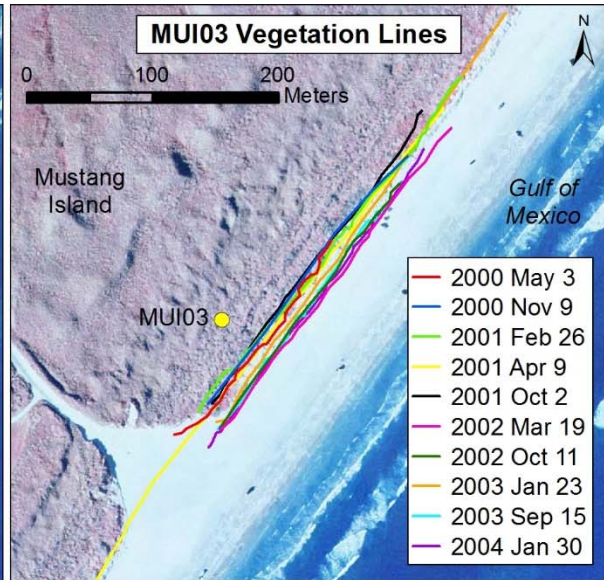 MUI03 Vegetation Lines
N
0 100 200
Meters
Mustang
Island
Gulf of
Mexico
MUI03
2000 May 3
2000 Nov 9
2001 Feb 26
2001 Apr 9
2001 Oct 2
2002 Mar 19
2002 Oct 11
2003 Jan 23
2003 Sep 15
2004 Jan 30